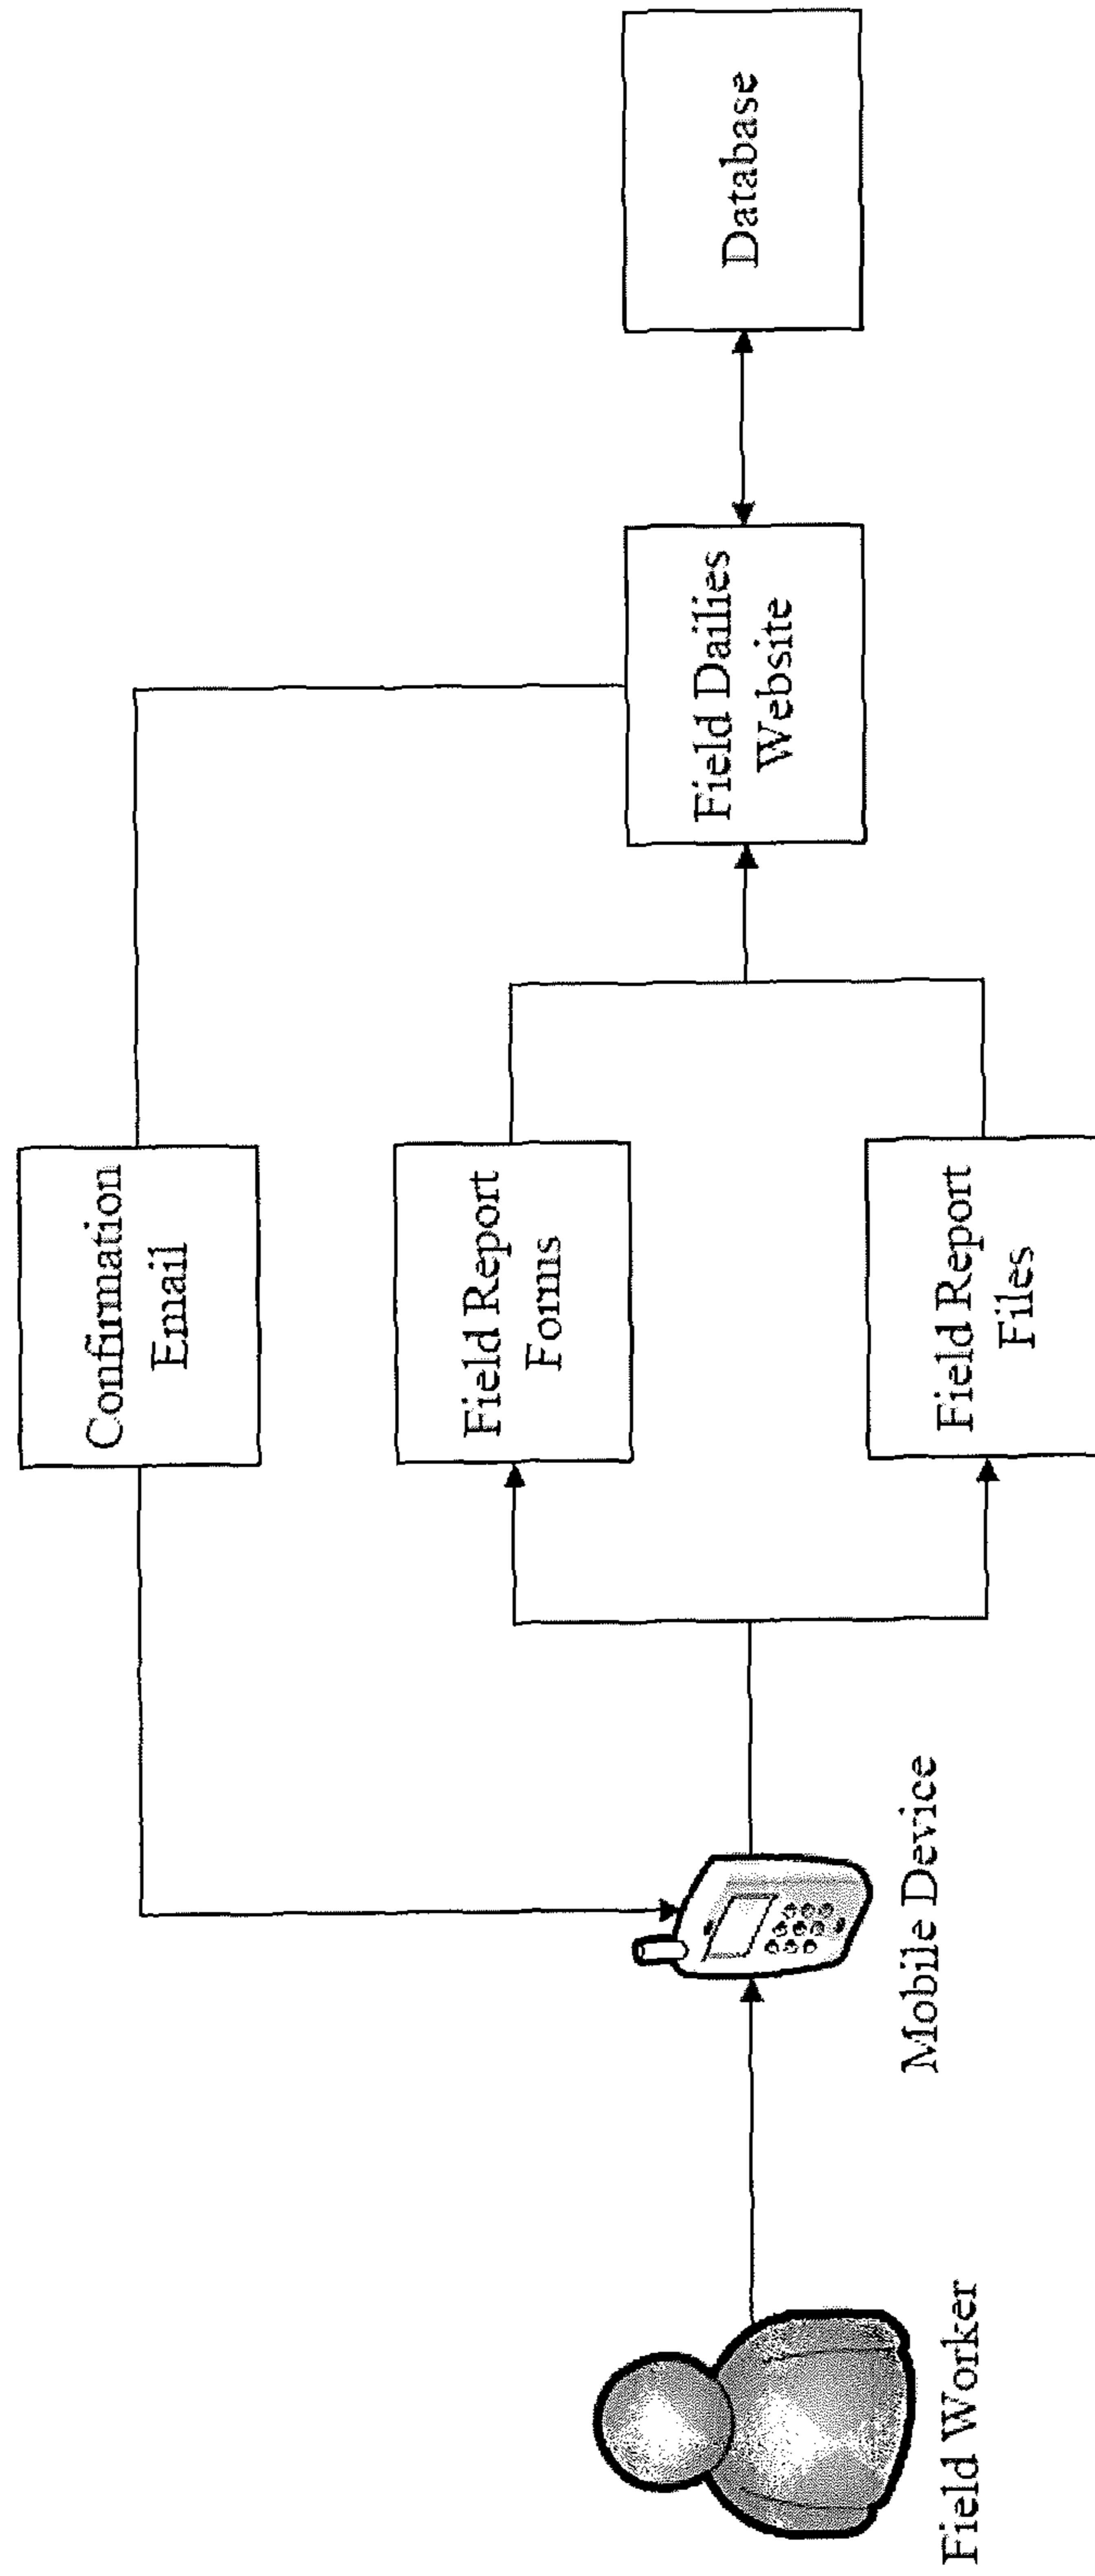 Confirmation
Email
Field Report
Forms
Field Dailies
Website
Database
Field Report
Files
Mobile Device
Field Worker